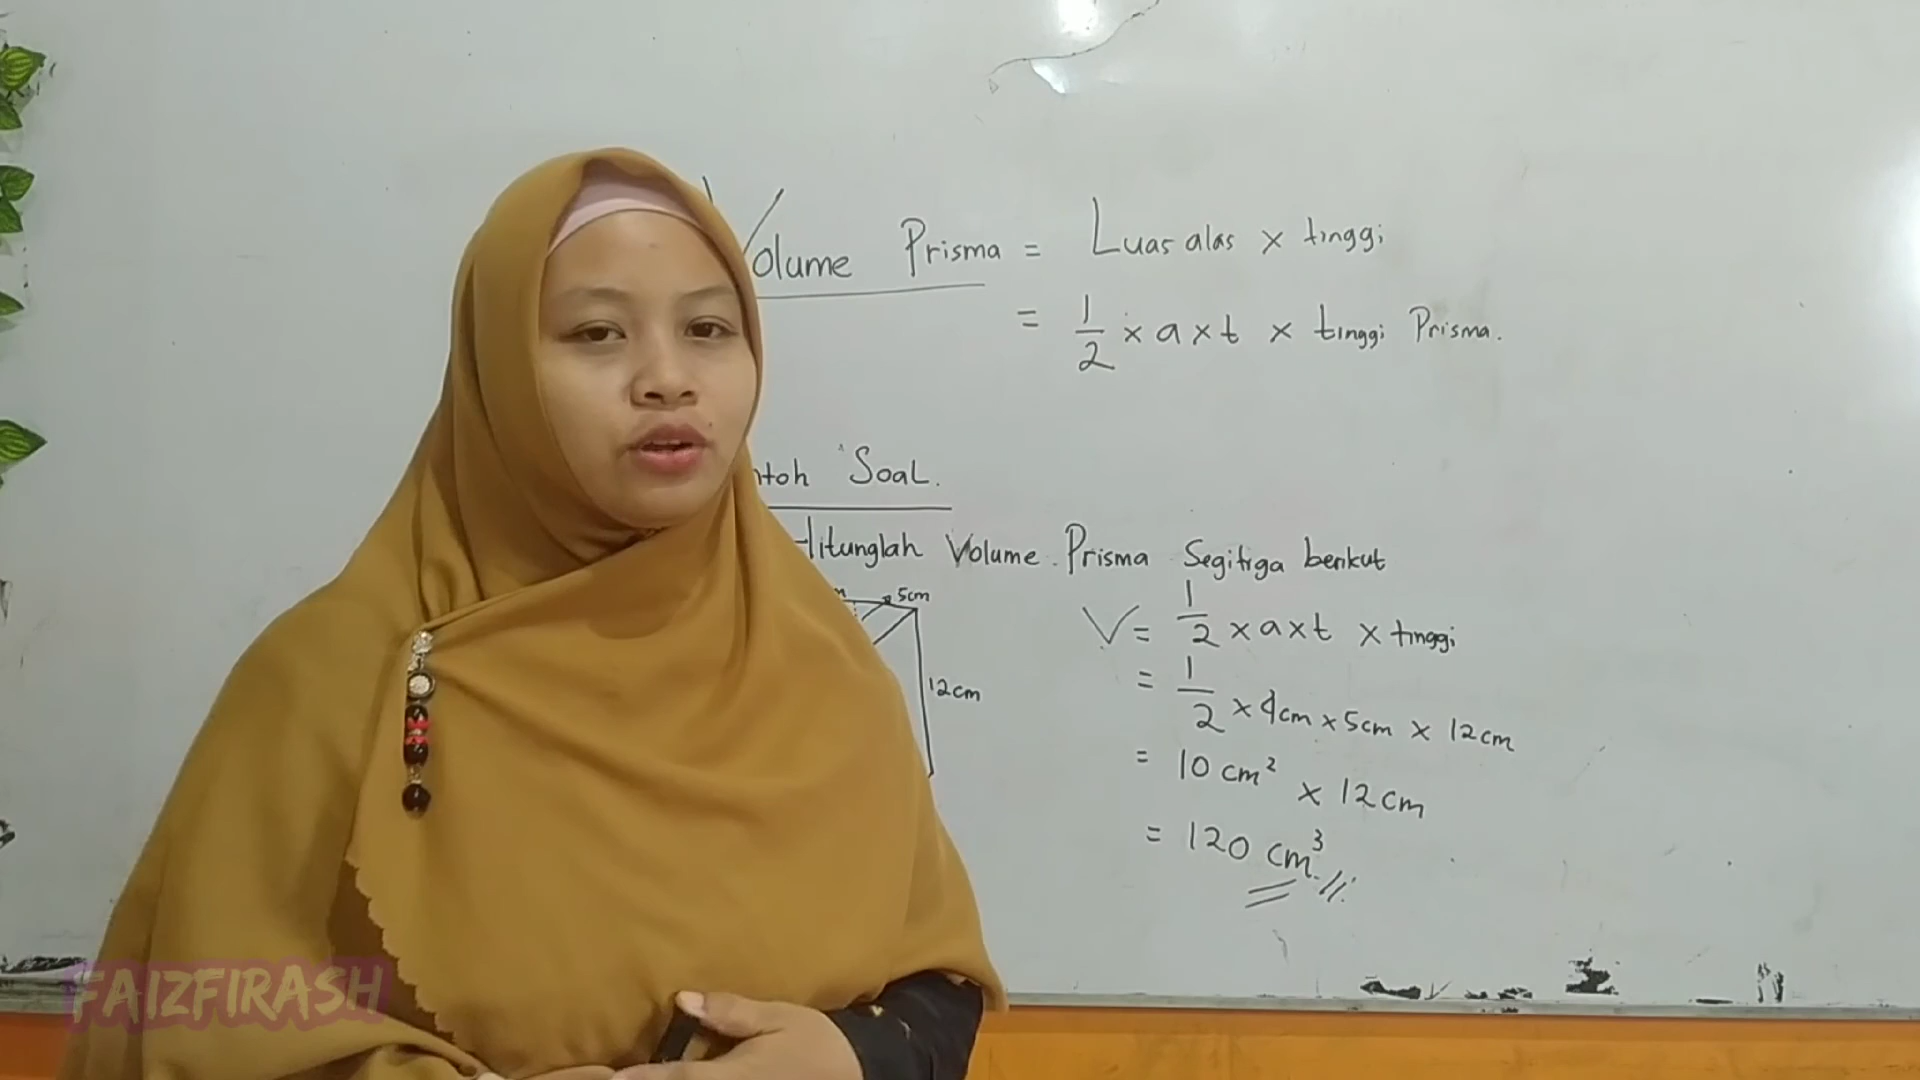 Volume Prisma = Luas alas x tinggi
= 1/2 x a x t x tinggi Prisma.
ntoh Soal.
Hitunglah Volume Prisma Segitiga berikut
5cm
12cm
V = 1/2 x a x t x tinggi
= 1/2 x 4cm x 5cm x 12cm
= 10 cm² x 12cm
= 120 cm³
FAIZFIRASH